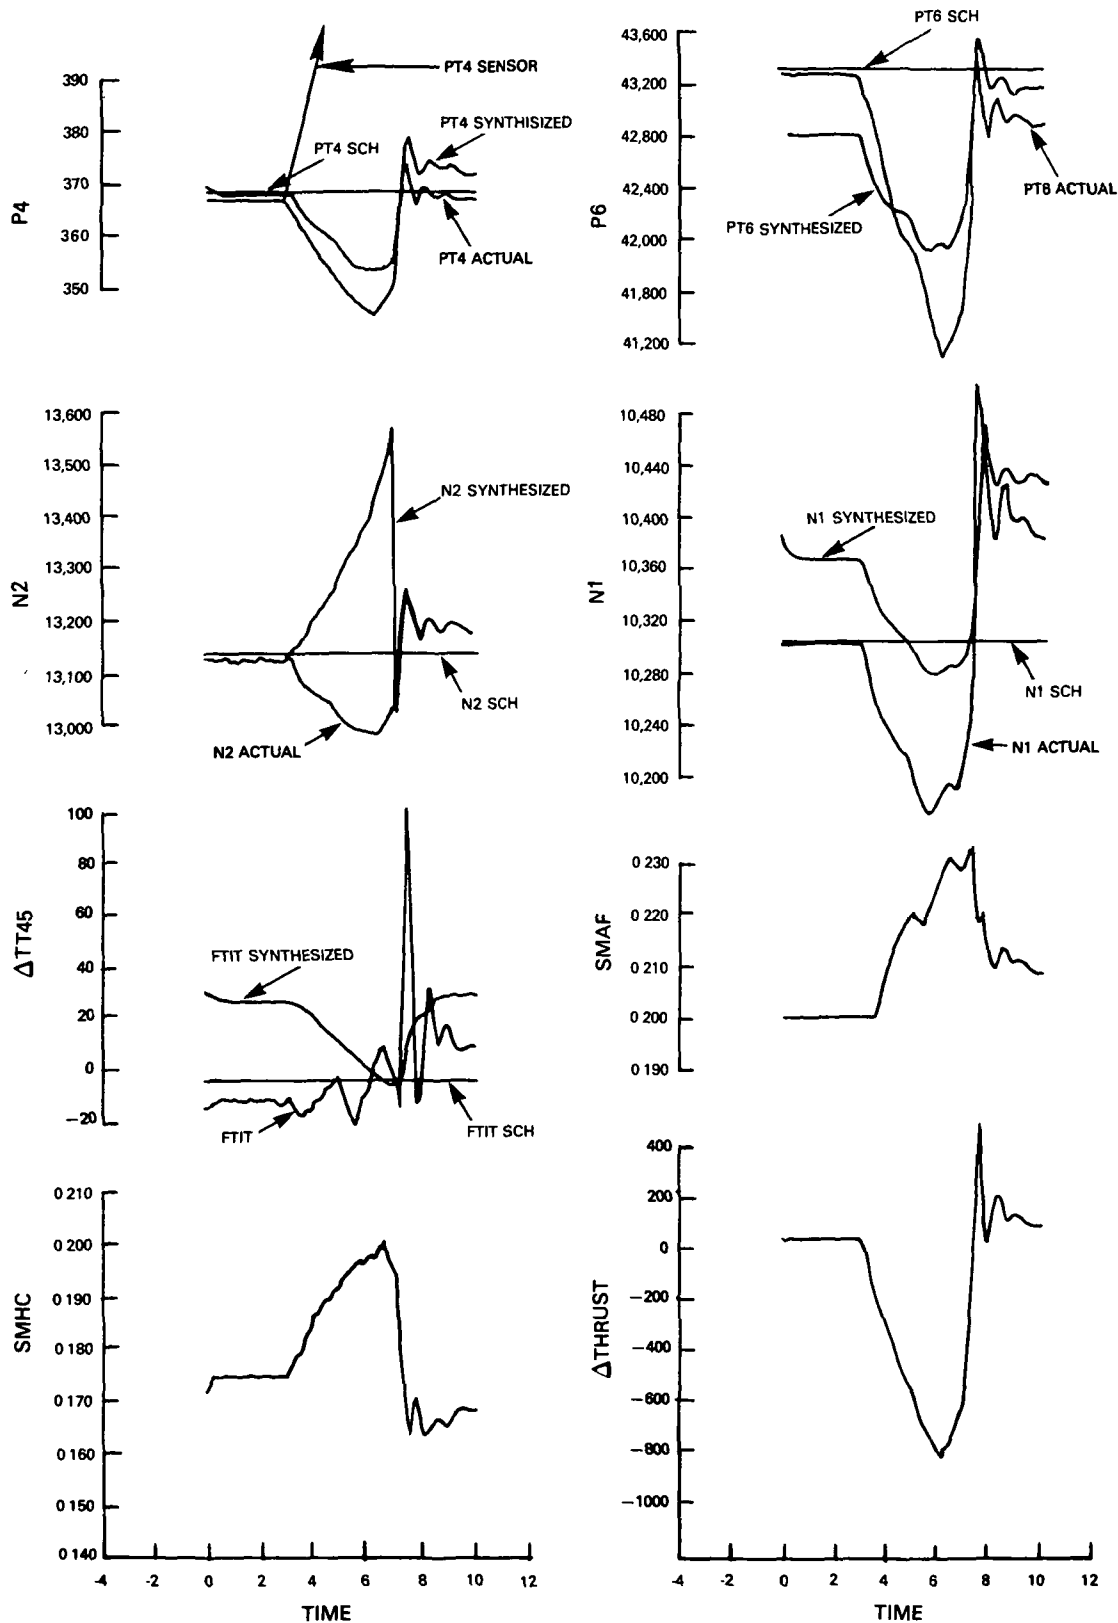 390
380
370
360
350
P4
PT4 SENSOR
PT4 SYNTHISIZED
PT4 SCH
PT4 ACTUAL
43,600
43,200
42,800
42,400
42,000
41,800
41,200
P6
PT6 SCH
PT6 SYNTHESIZED
PT6 ACTUAL
13,600
13,500
13,400
13,300
13,200
13,100
13,000
N2
N2 SYNTHESIZED
N2 SCH
N2 ACTUAL
10,480
10,440
10,400
10,360
10,320
10,280
10,240
10,200
N1
N1 SYNTHESIZED
N1 SCH
N1 ACTUAL
100
80
60
40
20
0
−20
ΔTT45
FTIT SYNTHESIZED
FTIT
FTIT SCH
0 230
0 220
0 210
0 200
0 190
SMAF
0 210
0 200
0 190
0 180
0 170
0 160
0 150
0 140
SMHC
-4 -2 0 2 4 6 8 10 12
TIME
400
200
0
−200
−400
−600
−800
−1000
ΔTHRUST
-4 -2 0 2 4 6 8 10 12
TIME